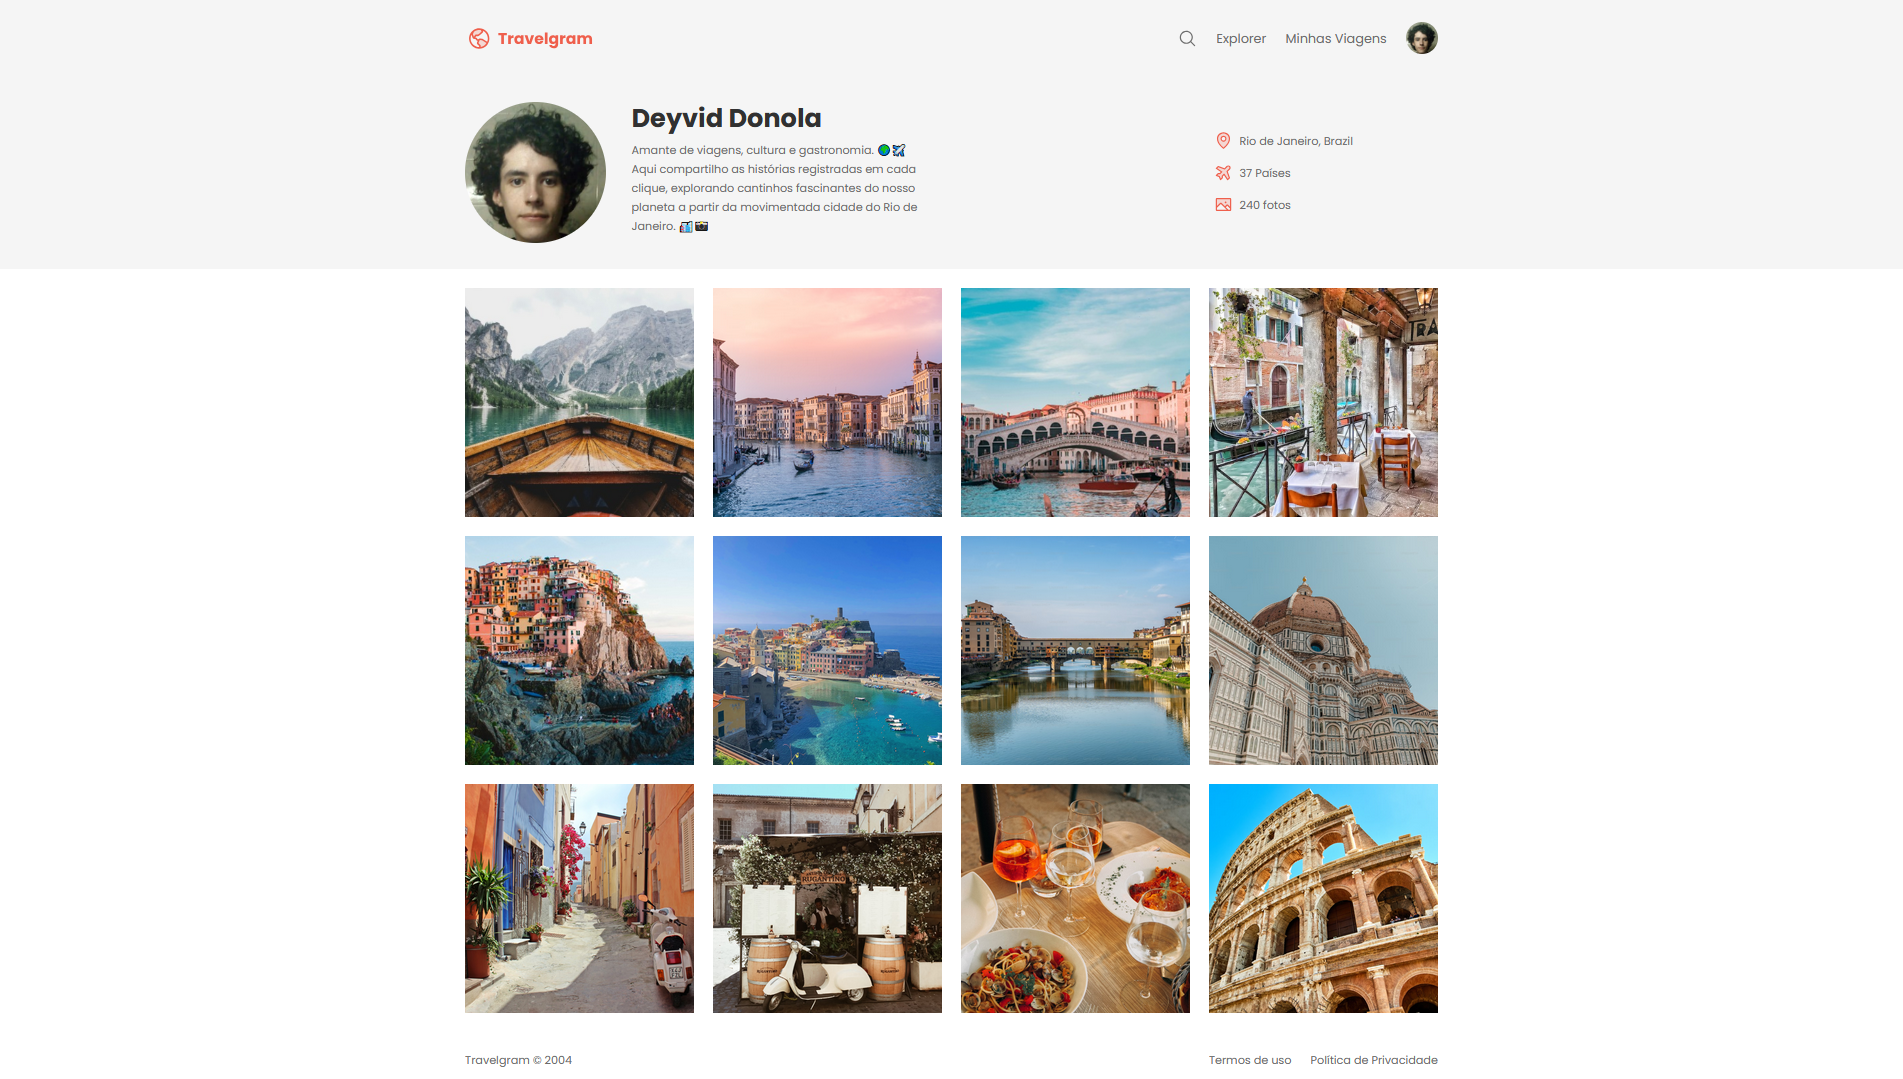 Travelgram
Explorer
Minhas Viagens
Deyvid Donola
Amante de viagens, cultura e gastronomia. 🌎✈️
Aqui compartilho as histórias registradas em cada
clique, explorando cantinhos fascinantes do nosso
planeta a partir da movimentada cidade do Rio de
Janeiro. 🏙️📸
Rio de Janeiro, Brazil
37 Países
240 fotos
TRA
RUGANTINO
Travelgram © 2004
Termos de uso
Política de Privacidade